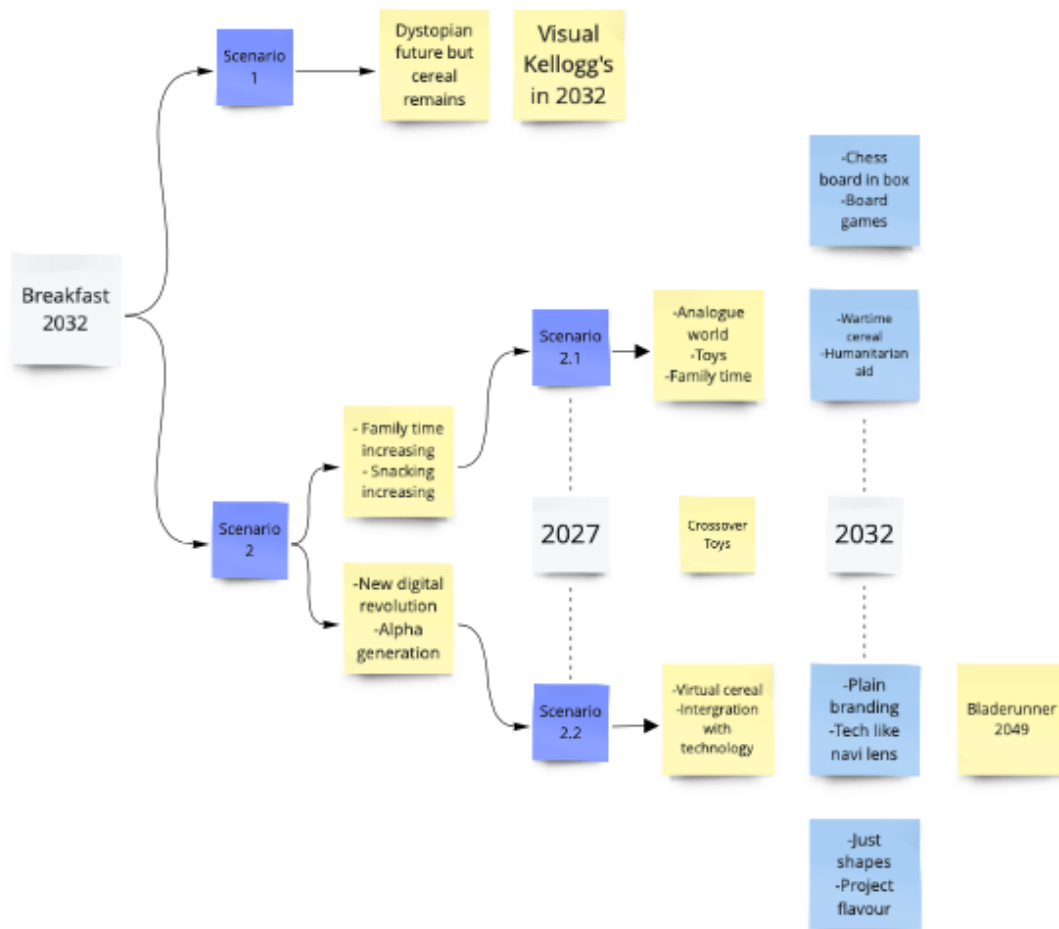 Scenario
1
Dystopian
future but
cereal
remains
Visual
Kellogg's
in 2032
-Chess
board in box
-Board
games
Breakfast
2032
Scenario
2.1
-Analogue
world
-Toys
-Family time
-Wartime
cereal
-Humanitarian
aid
- Family time
increasing
- Snacking
increasing
Scenario
2
2027
Crossover
Toys
2032
-New digital
revolution
-Alpha
generation
Scenario
2.2
-Virtual cereal
-Intergration
with
technology
-Plain
branding
-Tech like
navi lens
Bladerunner
2049
-Just
shapes
-Project
flavour